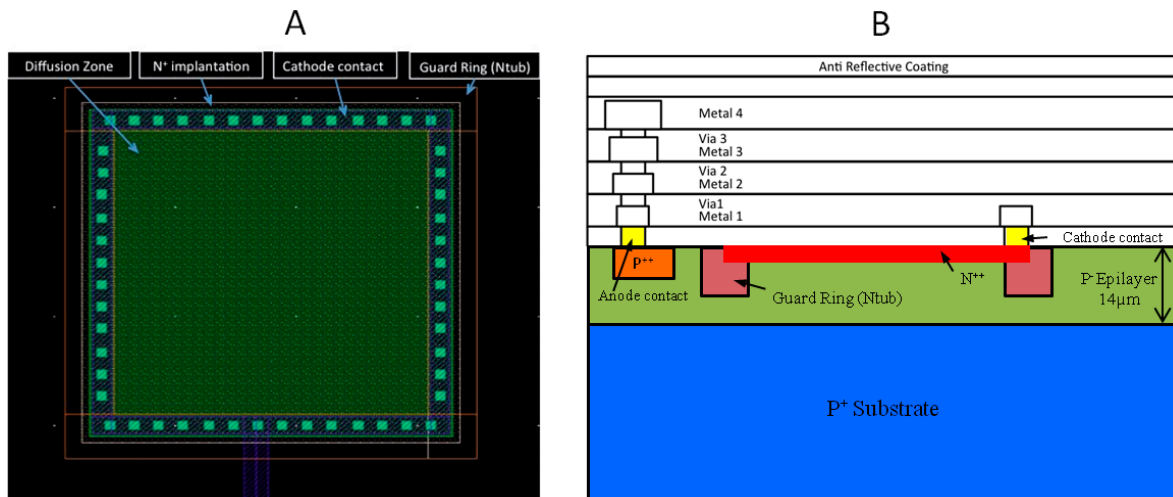 A
B
Diffusion Zone
N⁺ implantation
Cathode contact
Guard Ring (Ntub)
Anti Reflective Coating
Metal 4
Via 3
Metal 3
Via 2
Metal 2
Via1
Metal 1
Cathode contact
P⁺⁺
N⁺⁺
Anode contact
Guard Ring (Ntub)
P⁻ Epilayer
14µm
P⁺ Substrate